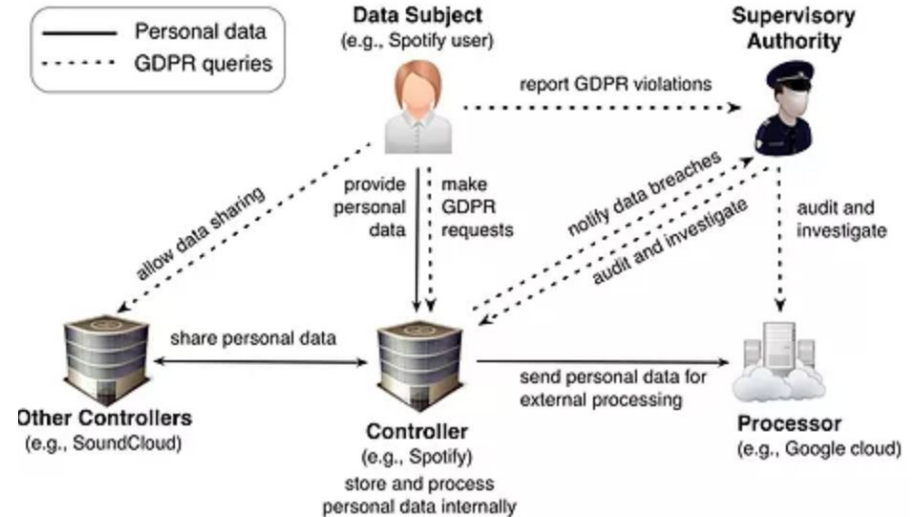 Personal data
GDPR queries
Data Subject
(e.g., Spotify user)
Supervisory
Authority
report GDPR violations
allow data sharing
provide
personal
data
make
GDPR
requests
notify data breaches
audit and investigate
audit and
investigate
share personal data
send personal data for
external processing
Other Controllers
(e.g., SoundCloud)
Controller
(e.g., Spotify)
store and process
personal data internally
Processor
(e.g., Google cloud)